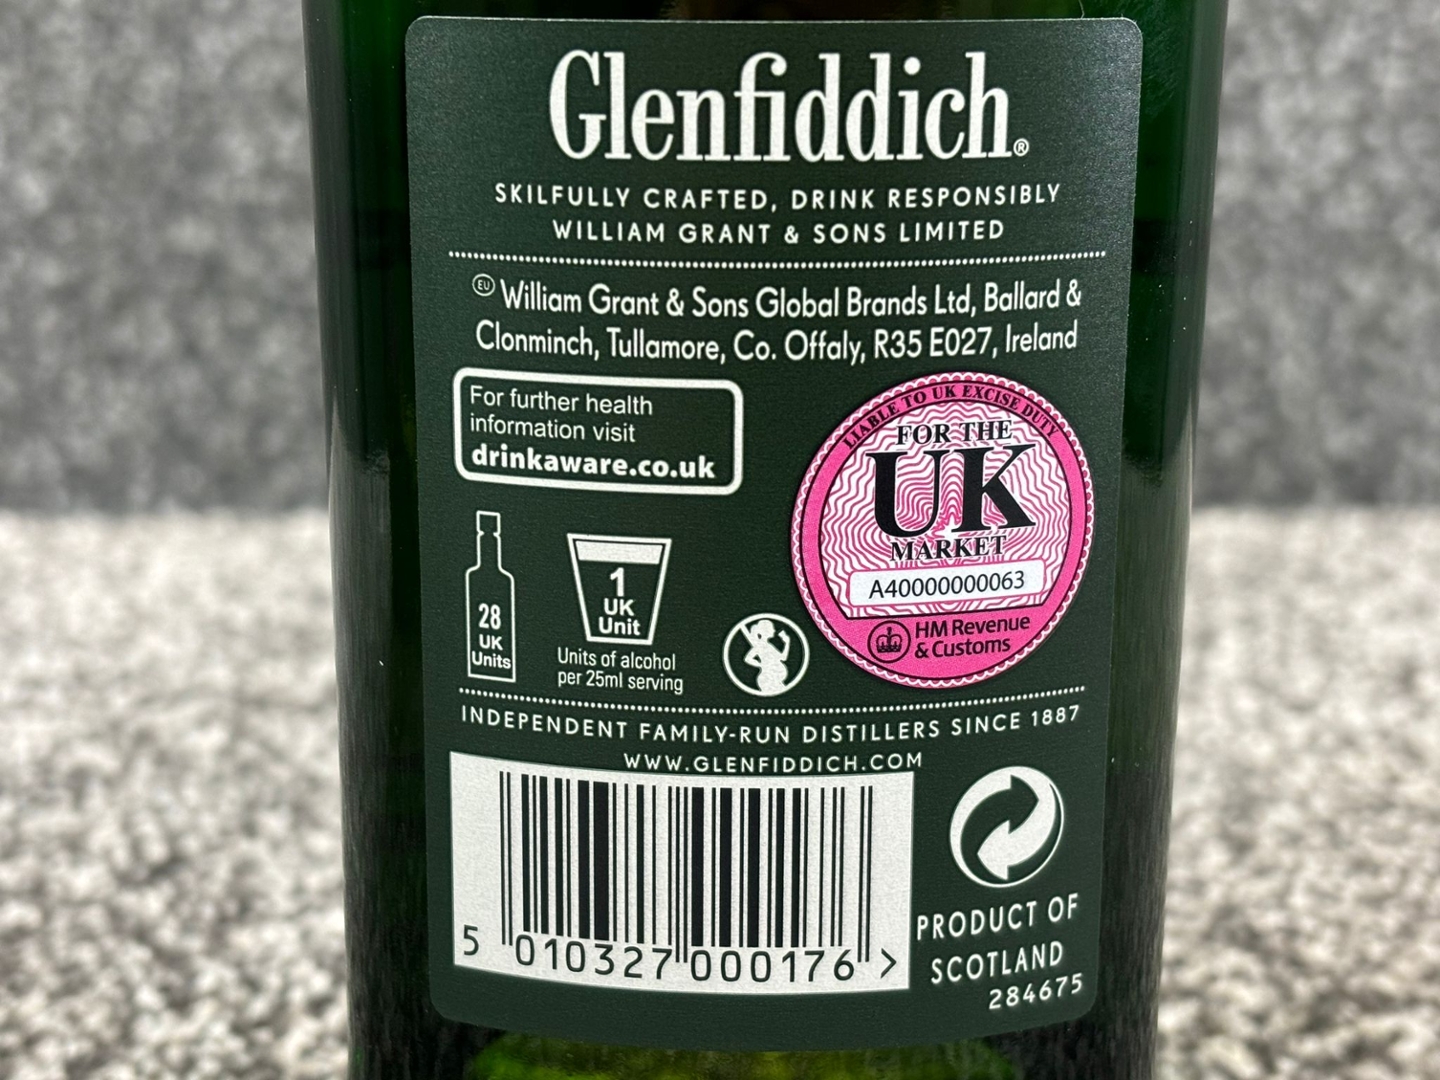 Glenfiddich®
SKILFULLY CRAFTED, DRINK RESPONSIBLY
WILLIAM GRANT & SONS LIMITED
EU William Grant & Sons Global Brands Ltd, Ballard &
Clonminch, Tullamore, Co. Offaly, R35 E027, Ireland
For further health
information visit
drinkaware.co.uk
LIABLE TO UK EXCISE DUTY
FOR THE
UK
MARKET
A40000000063
HM Revenue
& Customs
28
UK
Units
1
UK
Unit
Units of alcohol
per 25ml serving
INDEPENDENT FAMILY-RUN DISTILLERS SINCE 1887
WWW.GLENFIDDICH.COM
5 010327 000176 >
PRODUCT OF
SCOTLAND
284675